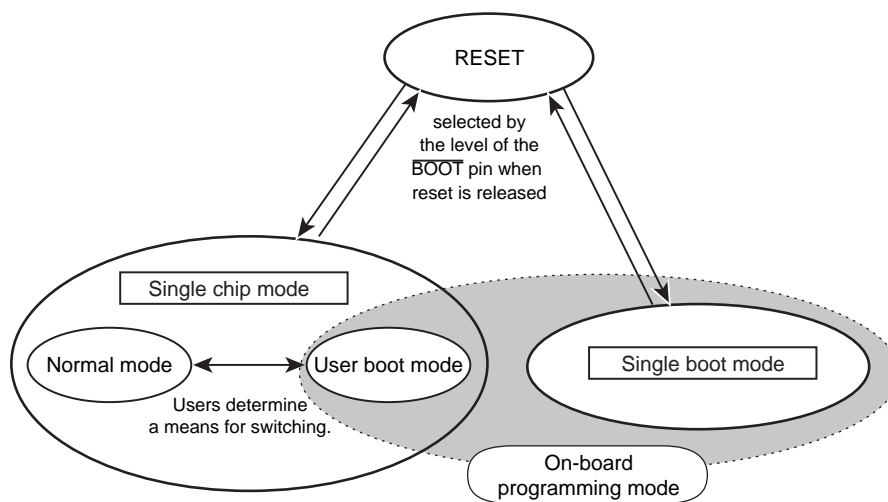 RESET
selected by
the level of the
B̅O̅O̅T̅ pin when
reset is released
Single chip mode
Normal mode
User boot mode
Single boot mode
Users determine
a means for switching.
On-board
programming mode